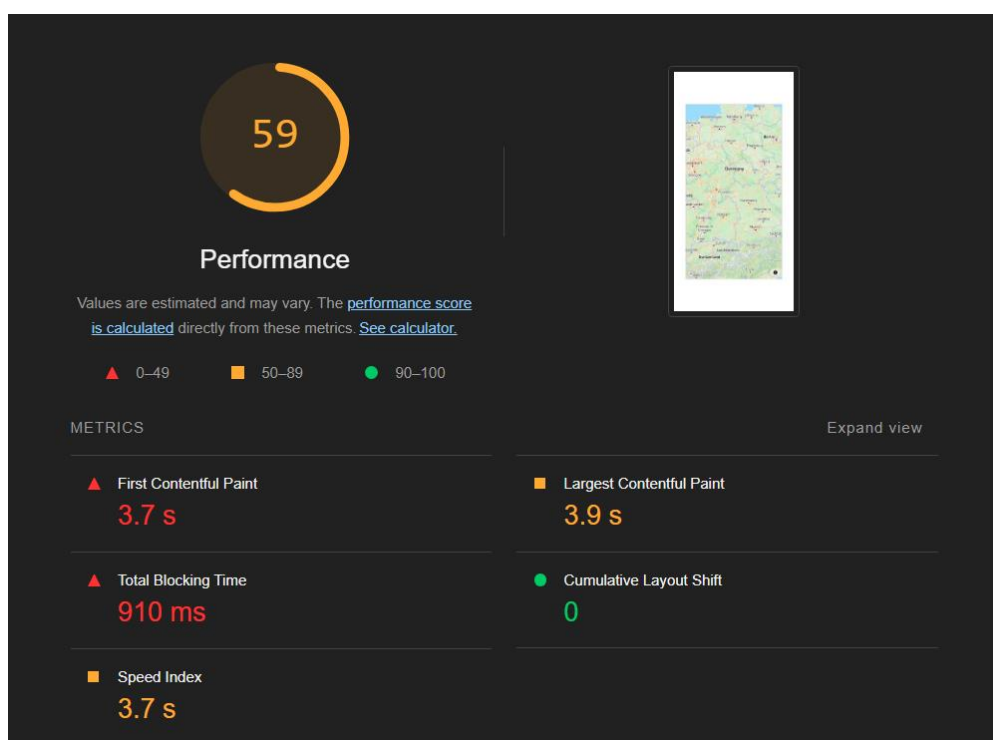 59
Performance
Values are estimated and may vary. The performance score
is calculated directly from these metrics. See calculator.
0–49
50–89
90–100
METRICS
Expand view
First Contentful Paint
3.7 s
Largest Contentful Paint
3.9 s
Total Blocking Time
910 ms
Cumulative Layout Shift
0
Speed Index
3.7 s
Germany